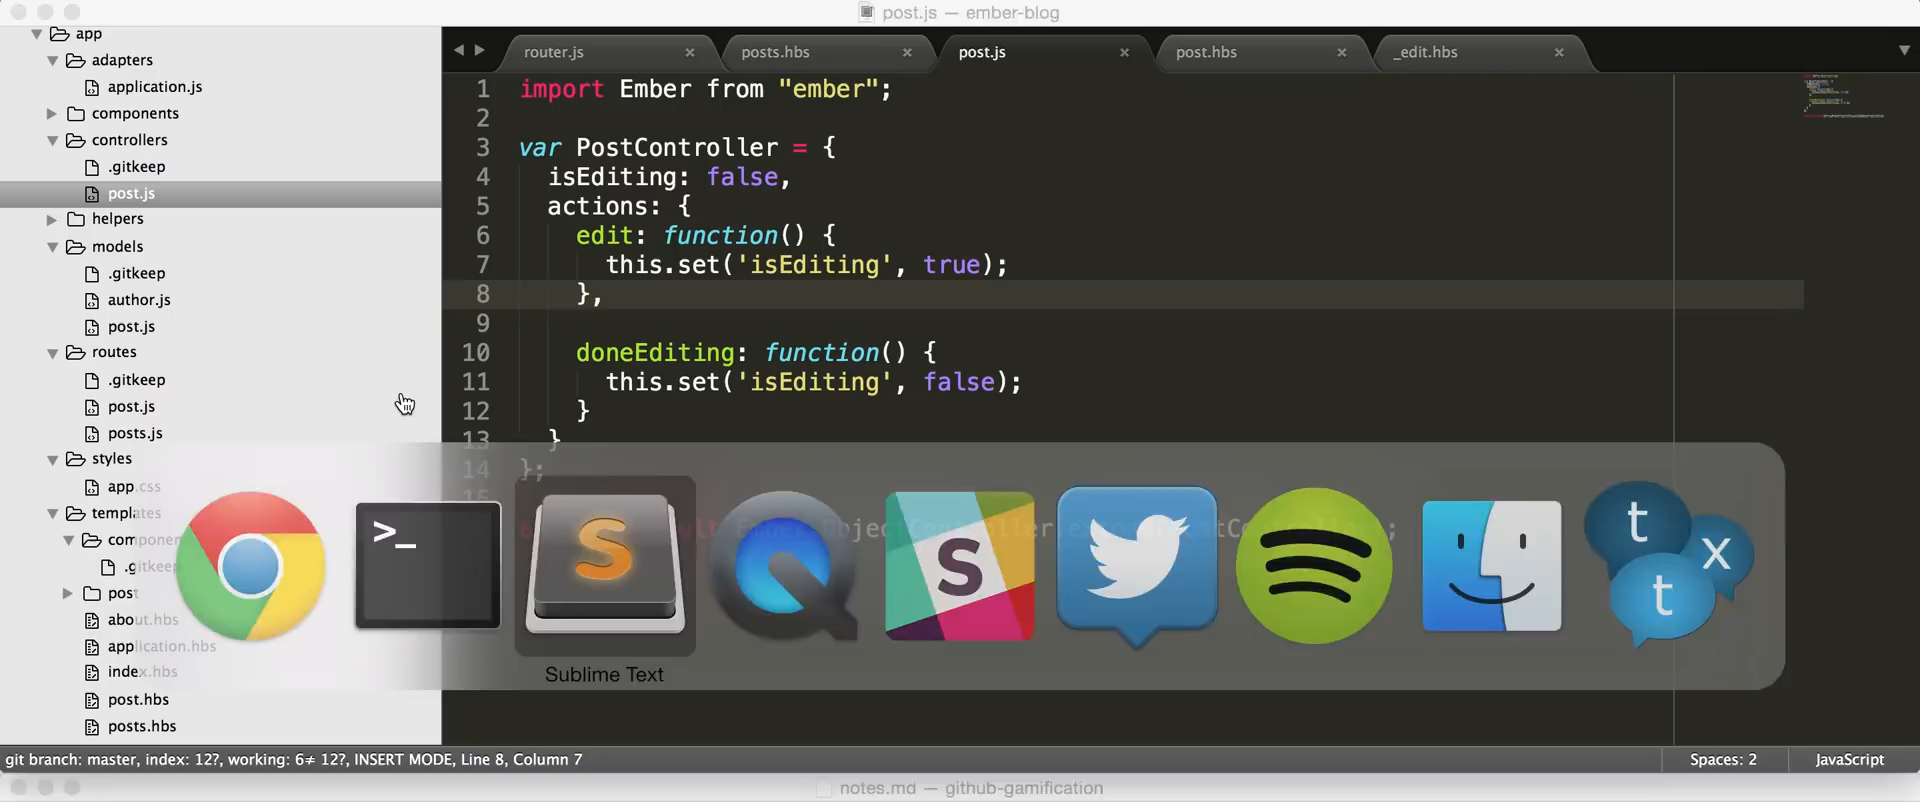 post.js — ember-blog
app
adapters
application.js
components
controllers
.gitkeep
post.js
helpers
models
.gitkeep
author.js
post.js
routes
.gitkeep
post.js
posts.js
styles
app.css
templates
componen
.gitkeep
post
about.hbs
application.hbs
index.hbs
post.hbs
posts.hbs
router.js
posts.hbs
post.js
post.hbs
_edit.hbs
1 import Ember from "ember";
2
3 var PostController = {
4 isEditing: false,
5 actions: {
6 edit: function() {
7 this.set('isEditing', true);
8 },
9
10 doneEditing: function() {
11 this.set('isEditing', false);
12 }
13 }
14 };
15
>_
S
S
t
x
t
Sublime Text
git branch: master, index: 12?, working: 6≠ 12?, INSERT MODE, Line 8, Column 7
Spaces: 2
JavaScript
notes.md — github-gamification